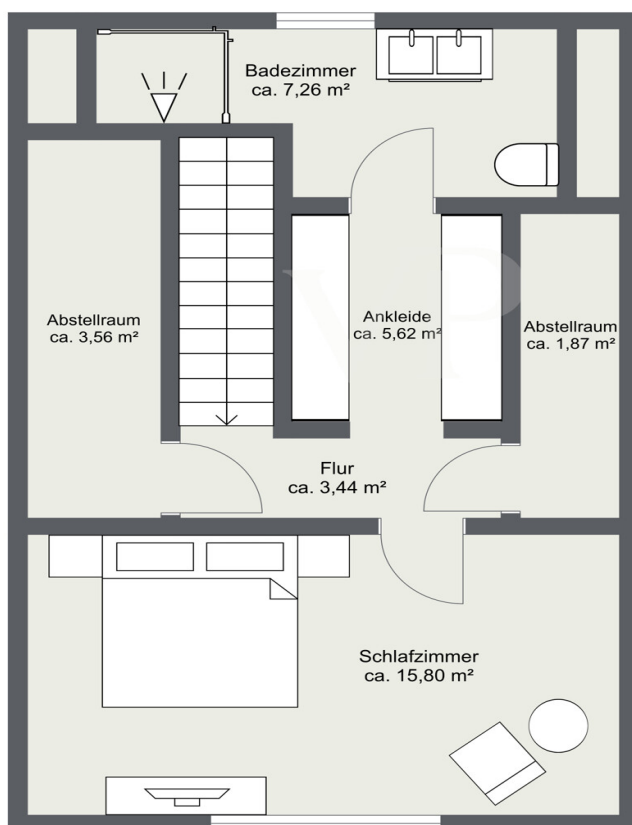 Badezimmer
ca. 7,26 m²
Abstellraum
ca. 3,56 m²
Ankleide
ca. 5,62 m²
Abstellraum
ca. 1,87 m²
VP
Flur
ca. 3,44 m²
Schlafzimmer
ca. 15,80 m²